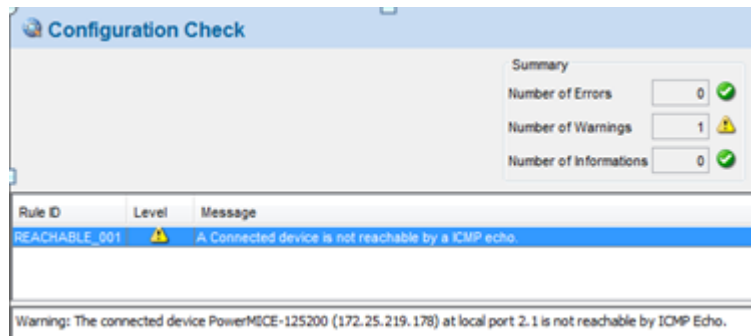 Configuration Check
Summary
Number of Errors 0
Number of Warnings 1
Number of Informations 0
Rule ID Level Message
REACHABLE_001 A Connected device is not reachable by a ICMP echo.
Warning: The connected device PowerMICE-125200 (172.25.219.178) at local port 2.1 is not reachable by ICMP Echo.